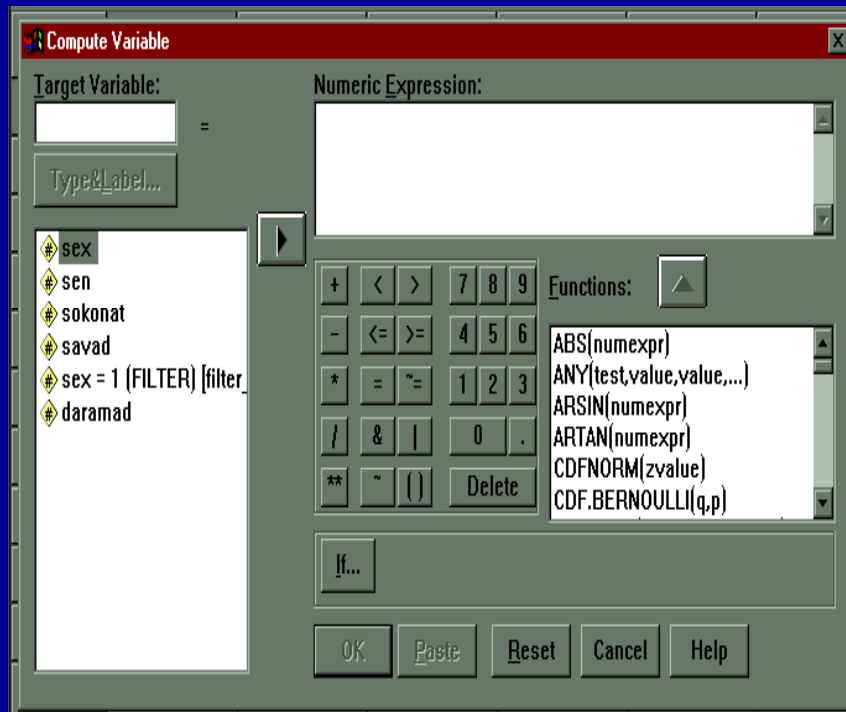 Compute Variable
Target Variable:
=
Type&Label...
Numeric Expression:
sex
sen
sokonat
savad
sex = 1 (FILTER) [filter_
daramad
+ < > 7 8 9
- <= >= 4 5 6
* = ~= 1 2 3
/ & | 0 .
** ~ () Delete
Functions:
ABS(numexpr)
ANY(test,value,value,...)
ARSIN(numexpr)
ARTAN(numexpr)
CDFNORM(zvalue)
CDF.BERNOULLI(q,p)
If...
OK Paste Reset Cancel Help